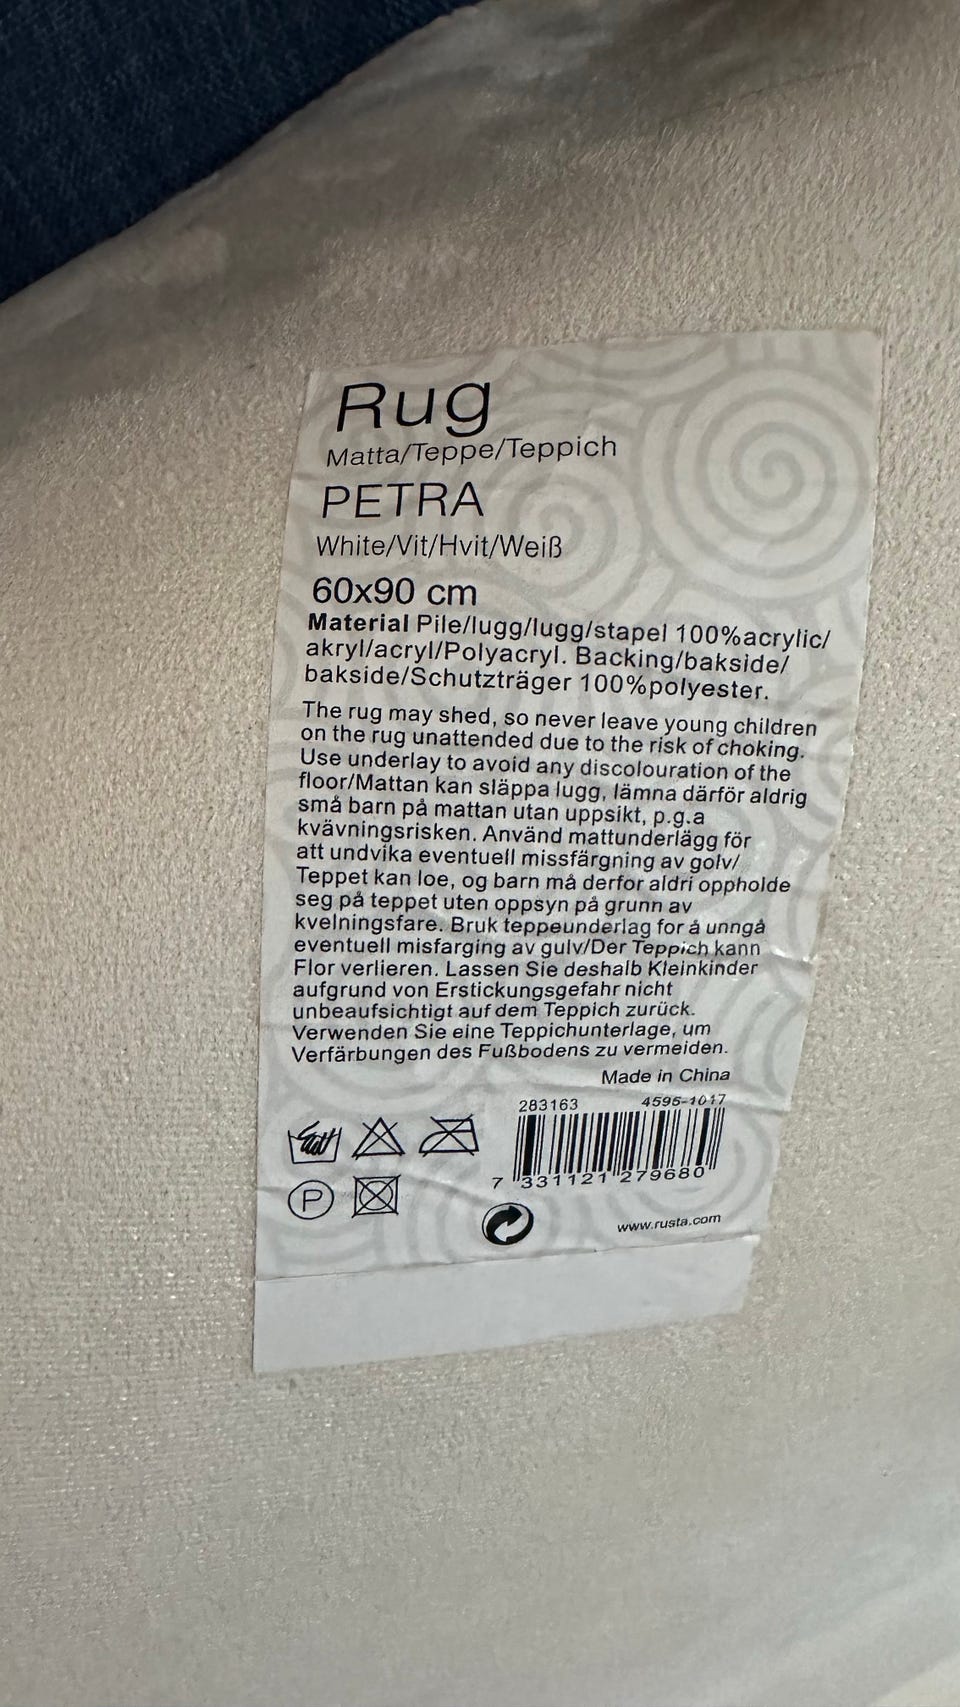 Rug
Matta/Teppe/Teppich
PETRA
White/Vit/Hvit/Weiß
60x90 cm
Material Pile/lugg/lugg/stapel 100%acrylic/
akryl/acryl/Polyacryl. Backing/bakside/
bakside/Schutzträger 100%polyester.
The rug may shed, so never leave young children
on the rug unattended due to the risk of choking.
Use underlay to avoid any discolouration of the
floor/Mattan kan släppa lugg, lämna därför aldrig
små barn på mattan utan uppsikt, p.g.a
kvävningsrisken. Använd mattunderlägg för
att undvika eventuell missfärgning av golv/
Teppet kan loe, og barn må derfor aldri oppholde
seg på teppet uten oppsyn på grunn av
kvelningsfare. Bruk teppeunderlag for å unngå
eventuell misfarging av gulv/Der Teppich kann
Flor verlieren. Lassen Sie deshalb Kleinkinder
aufgrund von Erstickungsgefahr nicht
unbeaufsichtigt auf dem Teppich zurück.
Verwenden Sie eine Teppichunterlage, um
Verfärbungen des Fußbodens zu vermeiden.
Made in China
283163 4595-1017
7 331121 279680
P
www.rusta.com